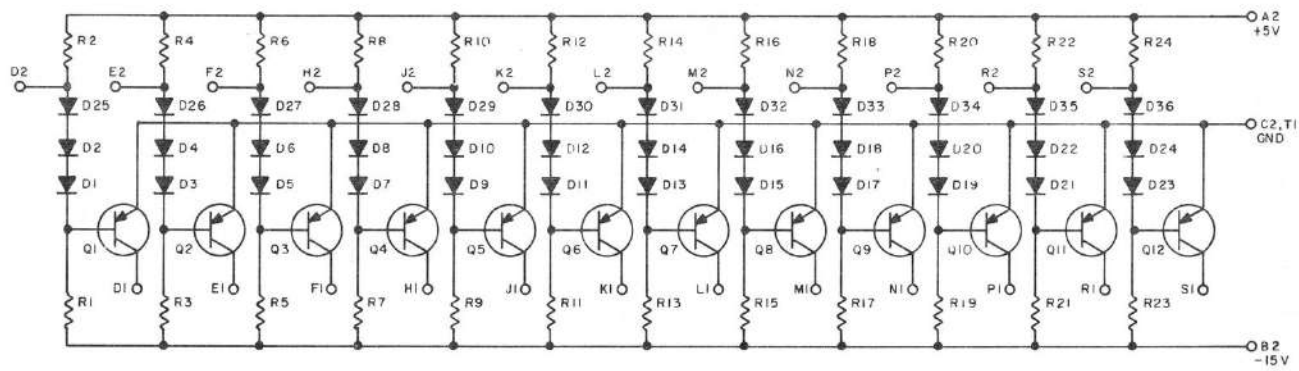 R2 R4 R6 R8 R10 R12 R14 R16 R18 R20 R22 R24 A2
+5V
D2 E2 F2 H2 J2 K2 L2 M2 N2 P2 R2 S2
D25 D26 D27 D28 D29 D30 D31 D32 D33 D34 D35 D36
C2,T1
GND
D2 D4 D6 D8 D10 D12 D14 D16 D18 D20 D22 D24
D1 D3 D5 D7 D9 D11 D13 D15 D17 D19 D21 D23
Q1 Q2 Q3 Q4 Q5 Q6 Q7 Q8 Q9 Q10 Q11 Q12
D1 E1 F1 H1 J1 K1 L1 M1 N1 P1 R1 S1
R1 R3 R5 R7 R9 R11 R13 R15 R17 R19 R21 R23
B2
-15V